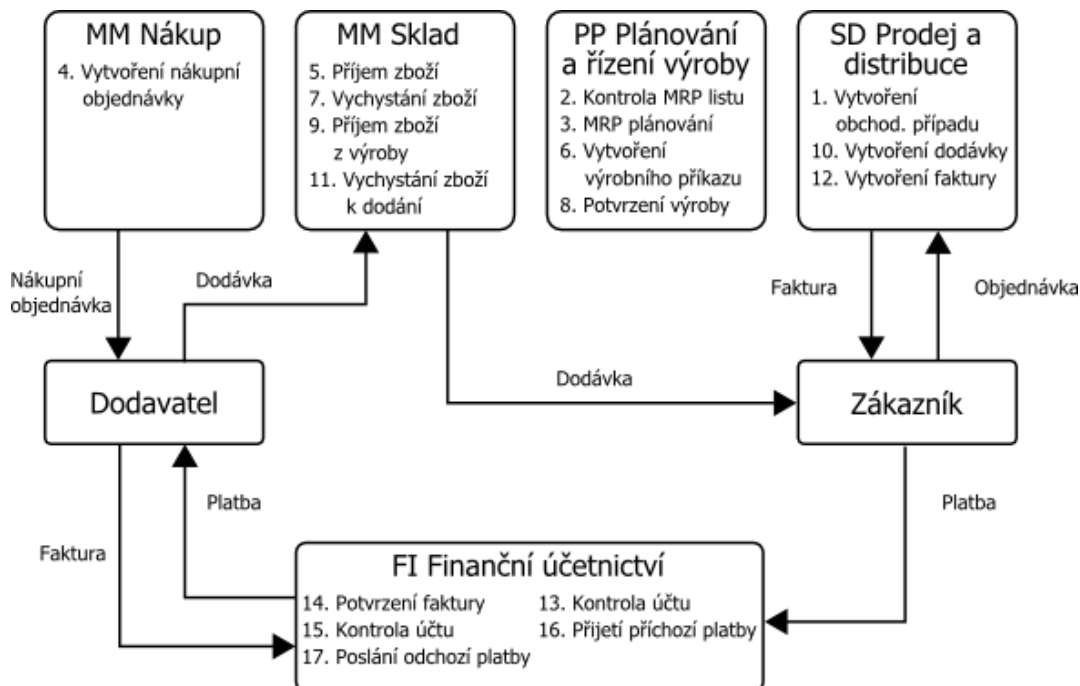 MM Nákup
4. Vytvoření nákupní
objednávky
MM Sklad
5. Příjem zboží
7. Vychystání zboží
9. Příjem zboží
z výroby
11. Vychystání zboží
k dodání
PP Plánování
a řízení výroby
2. Kontrola MRP listu
3. MRP plánování
6. Vytvoření
výrobního příkazu
8. Potvrzení výroby
SD Prodej a
distribuce
1. Vytvoření
obchod. případu
10. Vytvoření dodávky
12. Vytvoření faktury
Nákupní
objednávka
Dodávka
Faktura
Objednávka
Dodavatel
Dodávka
Zákazník
Platba
Platba
Faktura
FI Finanční účetnictví
14. Potvrzení faktury
15. Kontrola účtu
17. Poslání odchozí platby
13. Kontrola účtu
16. Přijetí příchozí platby